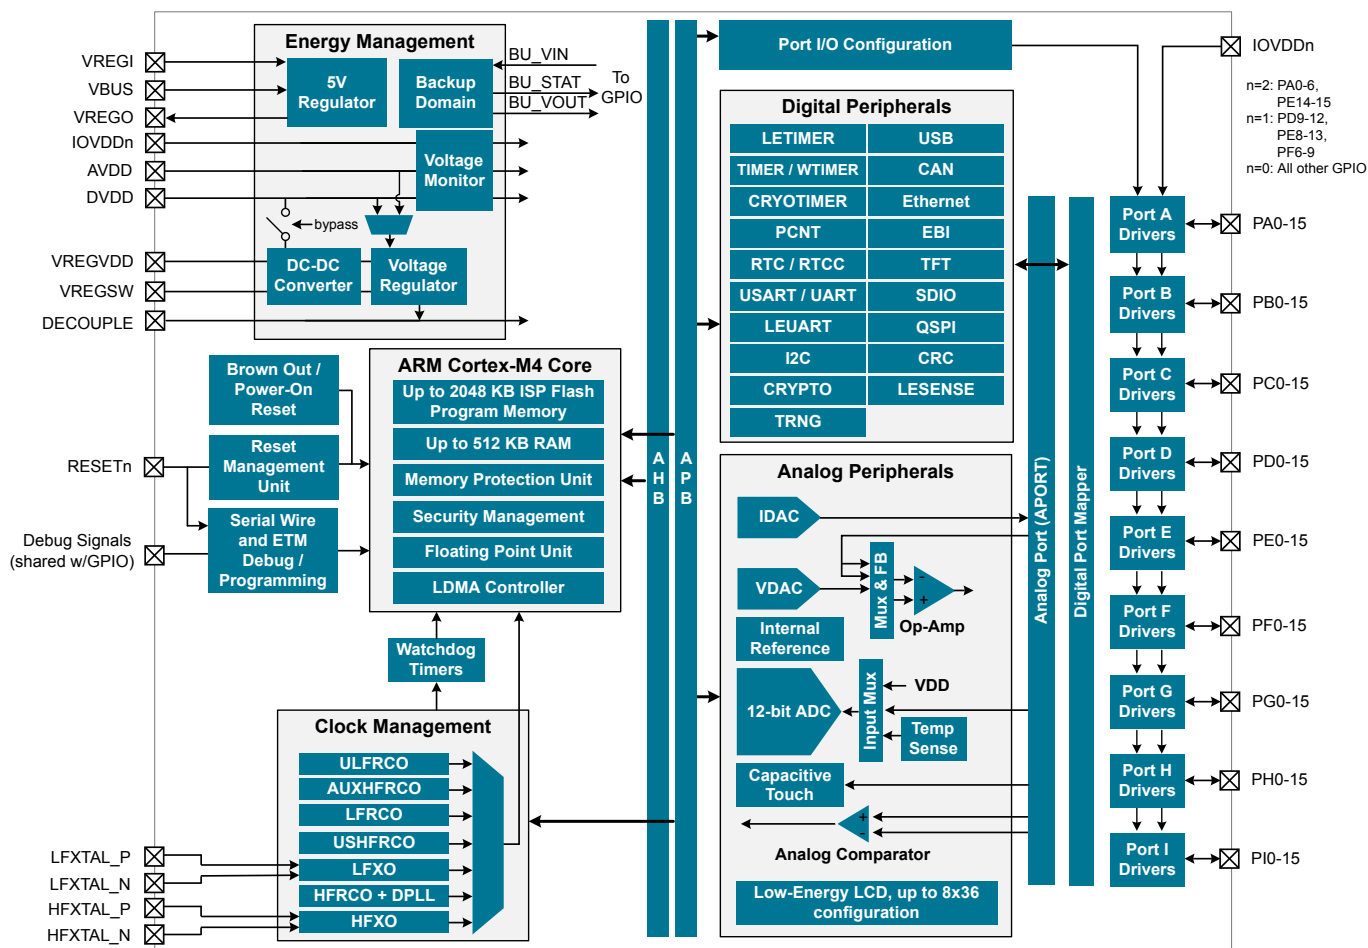 Energy Management
VREGI
VBUS
VREGO
IOVDDn
AVDD
DVDD
VREGVDD
VREGSW
DECOUPLE
5V
Regulator
Backup
Domain
BU_VIN
BU_STAT
BU_VOUT
To
GPIO
Voltage
Monitor
bypass
DC-DC
Converter
Voltage
Regulator
Brown Out /
Power-On
Reset
Reset
Management
Unit
Serial Wire
and ETM
Debug /
Programming
RESETn
Debug Signals
(shared w/GPIO)
ARM Cortex-M4 Core
Up to 2048 KB ISP Flash
Program Memory
Up to 512 KB RAM
Memory Protection Unit
Security Management
Floating Point Unit
LDMA Controller
Watchdog
Timers
Clock Management
ULFRCO
AUXHFRCO
LFRCO
USHFRCO
LFXO
HFRCO + DPLL
HFXO
LFXTAL_P
LFXTAL_N
HFXTAL_P
HFXTAL_N
AHB
APB
Port I/O Configuration
Digital Peripherals
LETIMER
USB
TIMER / WTIMER
CAN
CRYOTIMER
Ethernet
PCNT
EBI
RTC / RTCC
TFT
USART / UART
SDIO
LEUART
QSPI
I2C
CRC
CRYPTO
LESENSE
TRNG
Analog Peripherals
IDAC
VDAC
Mux & FB
-
+
Op-Amp
Internal
Reference
12-bit ADC
Input Mux
VDD
Temp
Sense
Capacitive
Touch
+
-
Analog Comparator
Low-Energy LCD, up to 8x36
configuration
Analog Port (APORT)
Digital Port Mapper
IOVDDn
n=2: PA0-6,
PE14-15
n=1: PD9-12,
PE8-13,
PF6-9
n=0: All other GPIO
Port A
Drivers
PA0-15
Port B
Drivers
PB0-15
Port C
Drivers
PC0-15
Port D
Drivers
PD0-15
Port E
Drivers
PE0-15
Port F
Drivers
PF0-15
Port G
Drivers
PG0-15
Port H
Drivers
PH0-15
Port I
Drivers
PI0-15